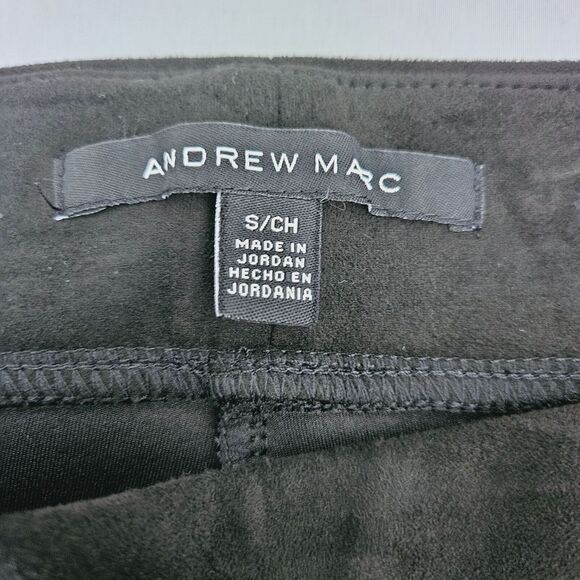 ANDREW MARC
S/CH
MADE IN
JORDAN
HECHO EN
JORDANIA